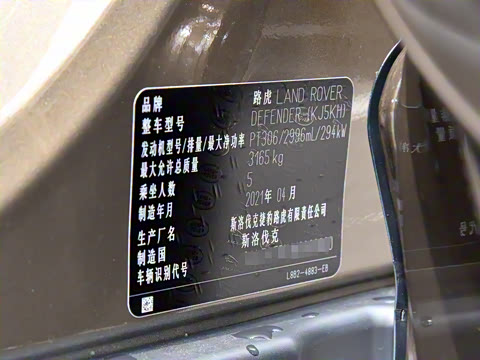 品牌 路虎 LAND ROVER
整车型号 DEFENDER (KJ5KH)
发动机型号/排量/最大净功率 PT306/2996mL/294kW
最大允许总质量 3165 kg
乘坐人数 5
制造年月 2021年 04 月
生产厂名 斯洛伐克捷豹路虎有限责任公司
制造国 斯洛伐克
车辆识别代号
L8B2-4883-EB